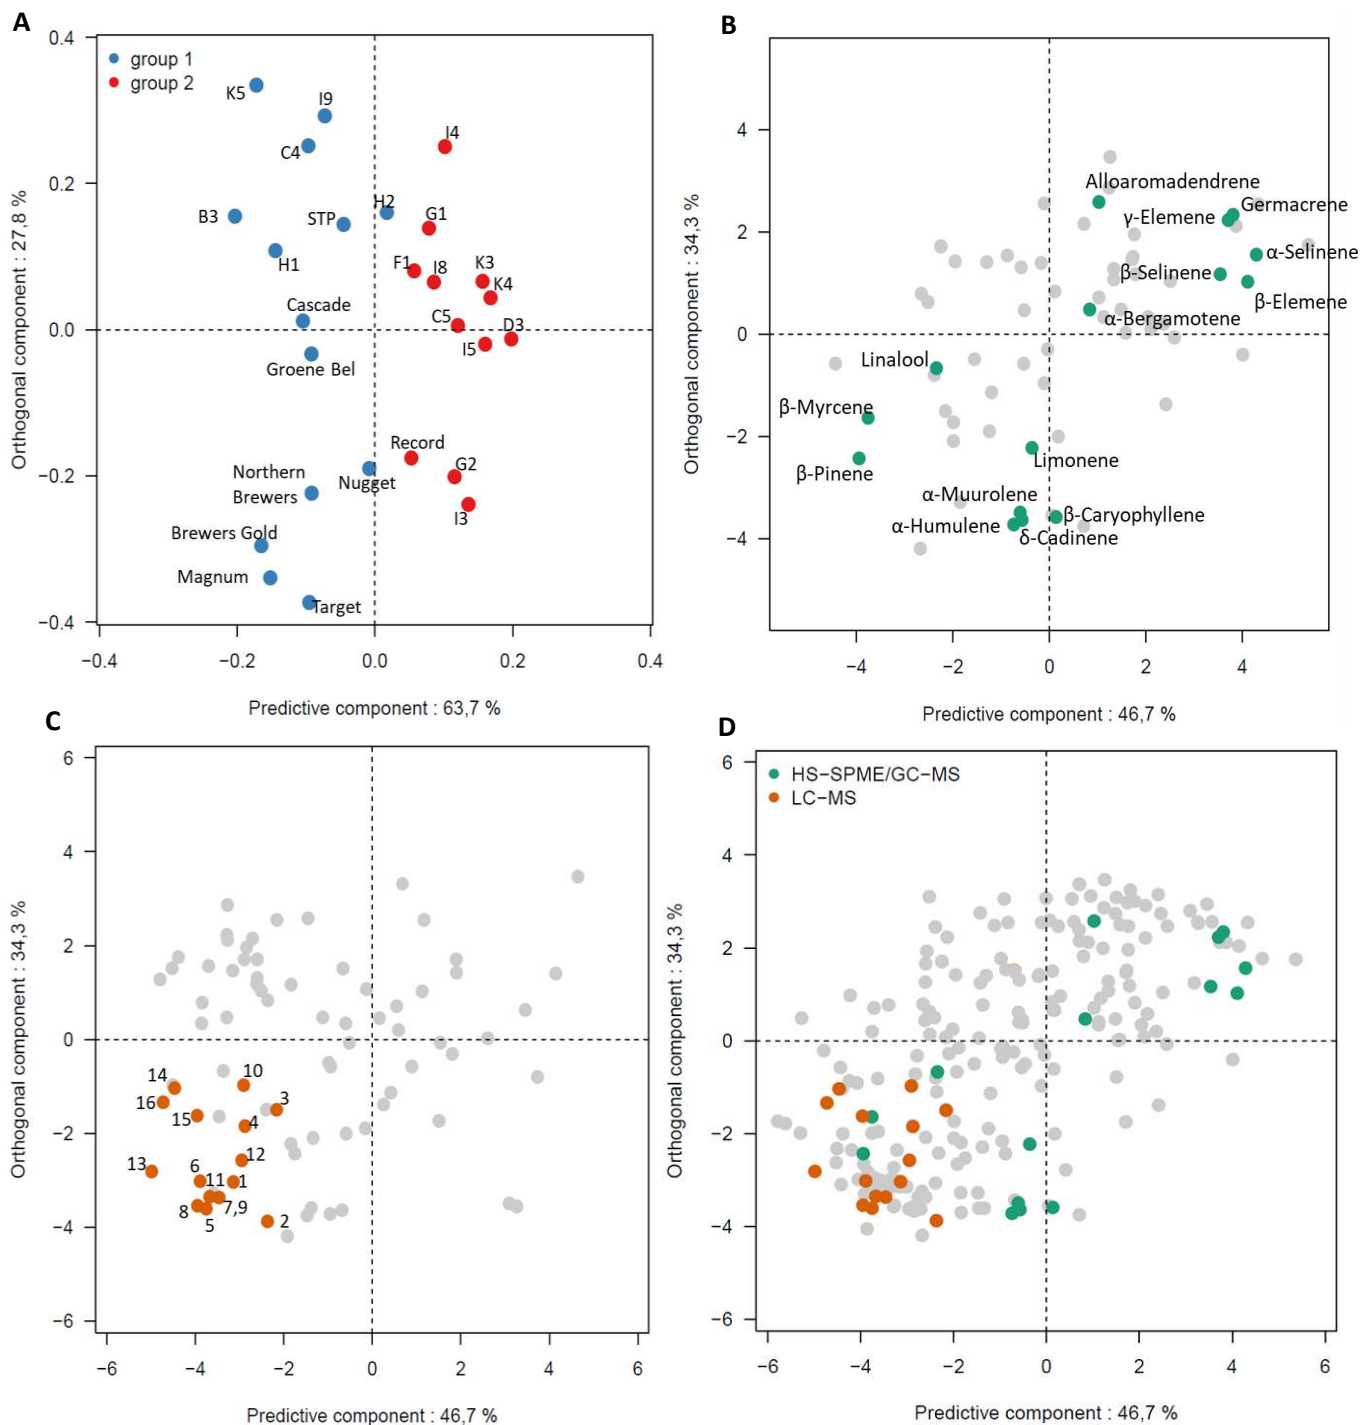 A
0.4
0.2
0.0
−0.2
−0.4
Orthogonal component : 27,8 %
group 1
group 2
K5
I9
C4
I4
B3
STP
H2
G1
H1
F1
I8
K3
K4
Cascade
C5
D3
I5
Groene Bel
Record
G2
Northern
Brewers
Nugget
I3
Brewers Gold
Magnum
Target
−0.4
−0.2
0.0
0.2
0.4
Predictive component : 63,7 %
B
4
2
0
−2
−4
Orthogonal component : 34,3 %
Alloaromadendrene
Germacrene
γ-Elemene
α-Selinene
β-Selinene
β-Elemene
α-Bergamotene
Linalool
β-Myrcene
Limonene
β-Pinene
α-Muurolene
β-Caryophyllene
α-Humulene
δ-Cadinene
−4
−2
0
2
4
Predictive component : 46,7 %
C
6
4
2
0
−2
−4
−6
Orthogonal component : 34,3 %
14
10
16
3
15
4
12
13
6
11
1
8
7,9
5
2
−6
−4
−2
0
2
4
6
Predictive component : 46,7 %
D
6
4
2
0
−2
−4
−6
Orthogonal component : 34,3 %
HS−SPME/GC−MS
LC−MS
−6
−4
−2
0
2
4
6
Predictive component : 46,7 %